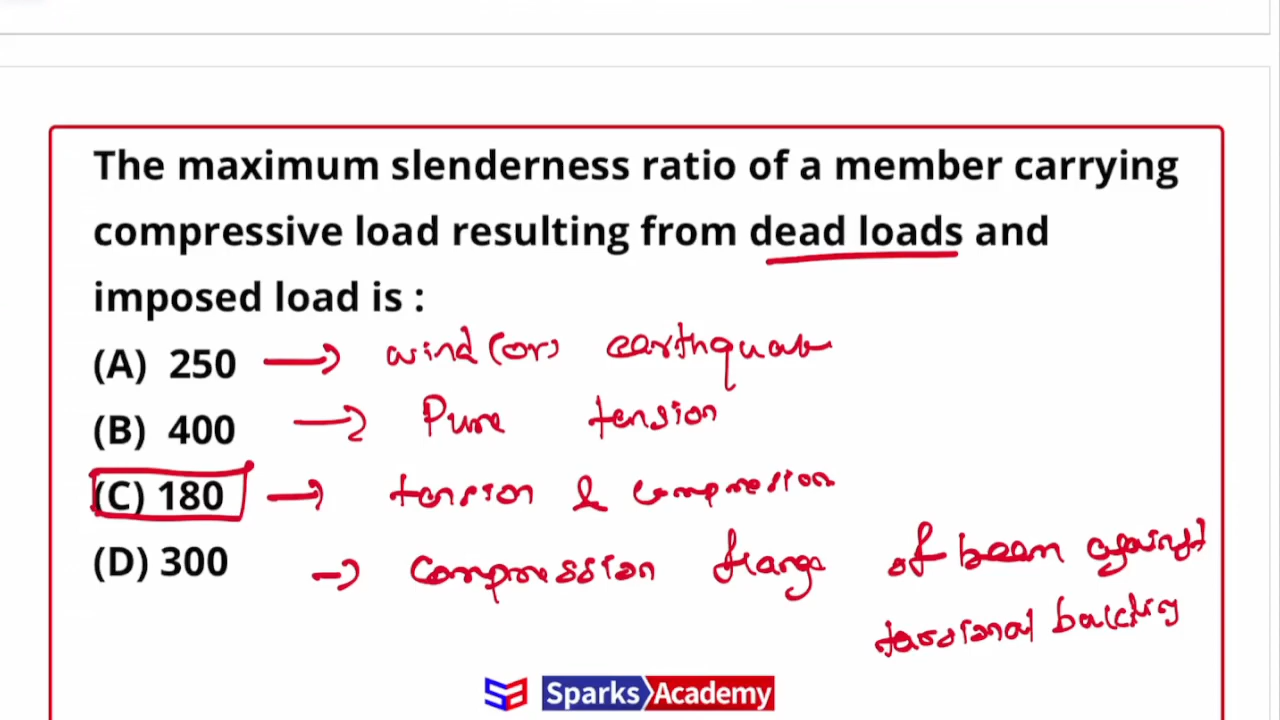 The maximum slenderness ratio of a member carrying
compressive load resulting from dead loads and
imposed load is :
(A) 250 → wind (or) earthquake
(B) 400 → Pure tension
(C) 180 → tension & compression
(D) 300 → compression flange of beam against
torsional buckling
Sparks Academy